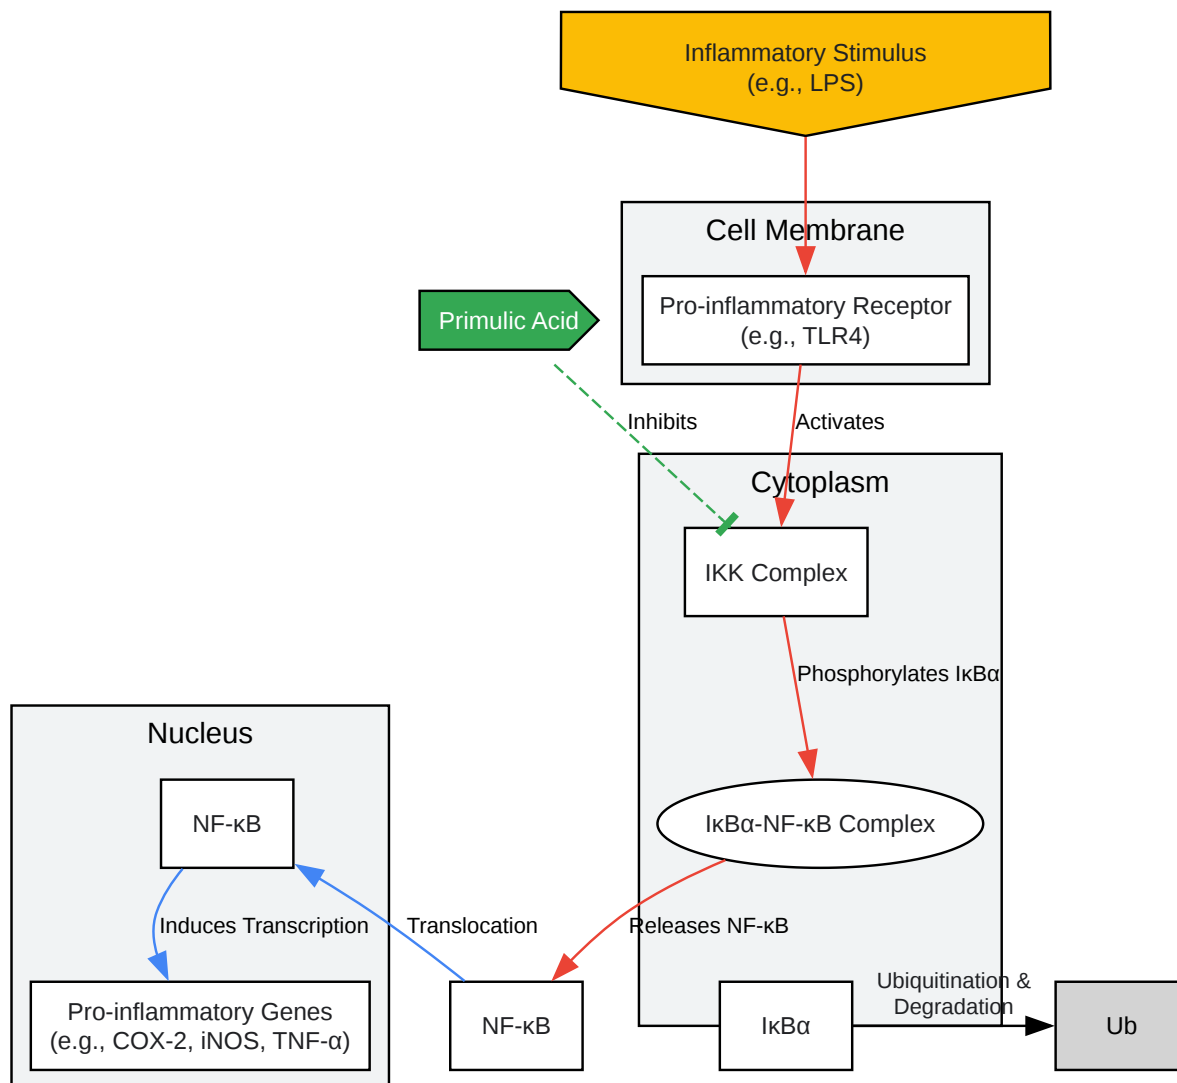 Inflammatory Stimulus
(e.g., LPS)
Cell Membrane
Pro-inflammatory Receptor
(e.g., TLR4)
Primulic Acid
Inhibits
Activates
Cytoplasm
IKK Complex
Phosphorylates IκBα
Nucleus
NF-κB
IκBα-NF-κB Complex
Induces Transcription
Translocation
Releases NF-κB
Pro-inflammatory Genes
(e.g., COX-2, iNOS, TNF-α)
NF-κB
IκBα
Ubiquitination &
Degradation
Ub